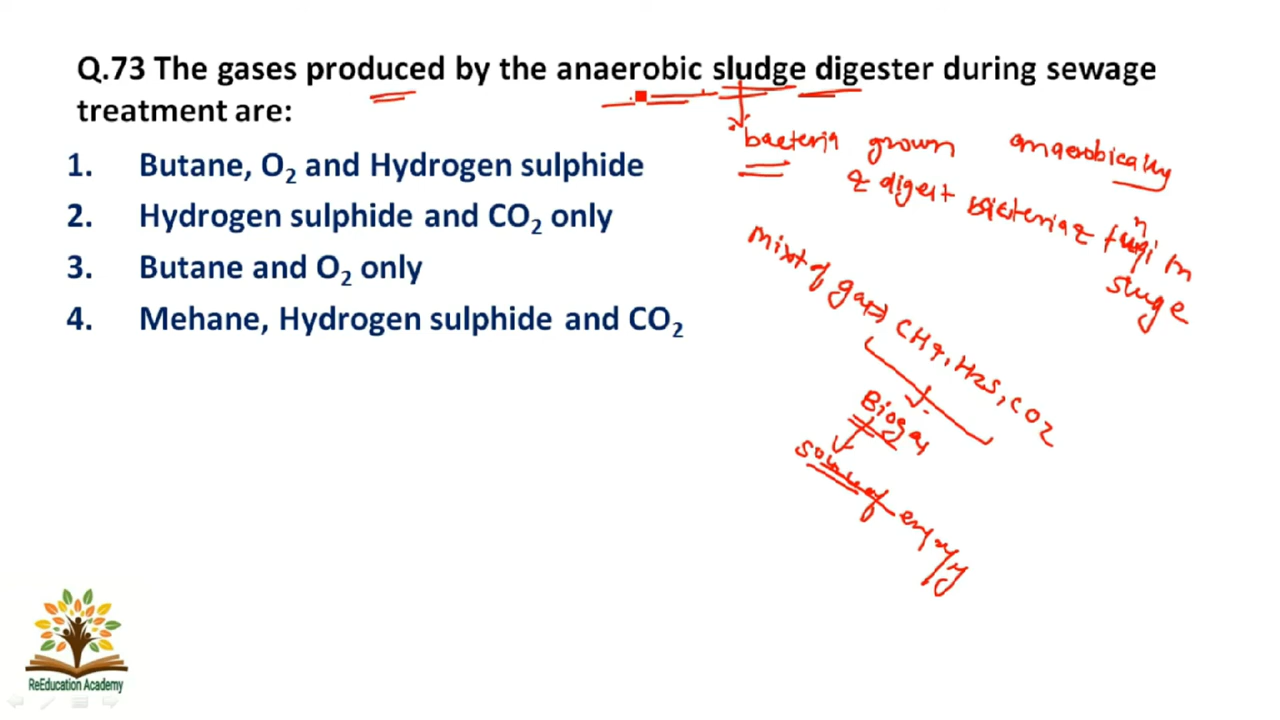 Q.73 The gases produced by the anaerobic sludge digester during sewage
treatment are:
1. Butane, O₂ and Hydrogen sulphide
2. Hydrogen sulphide and CO₂ only
3. Butane and O₂ only
4. Mehane, Hydrogen sulphide and CO₂
bacteria grown anaerobically
& digest bacteria & fungi in
sluge
mixt of gas) CH4, H2S, CO2
Biogas
source of
ReEducation Academy